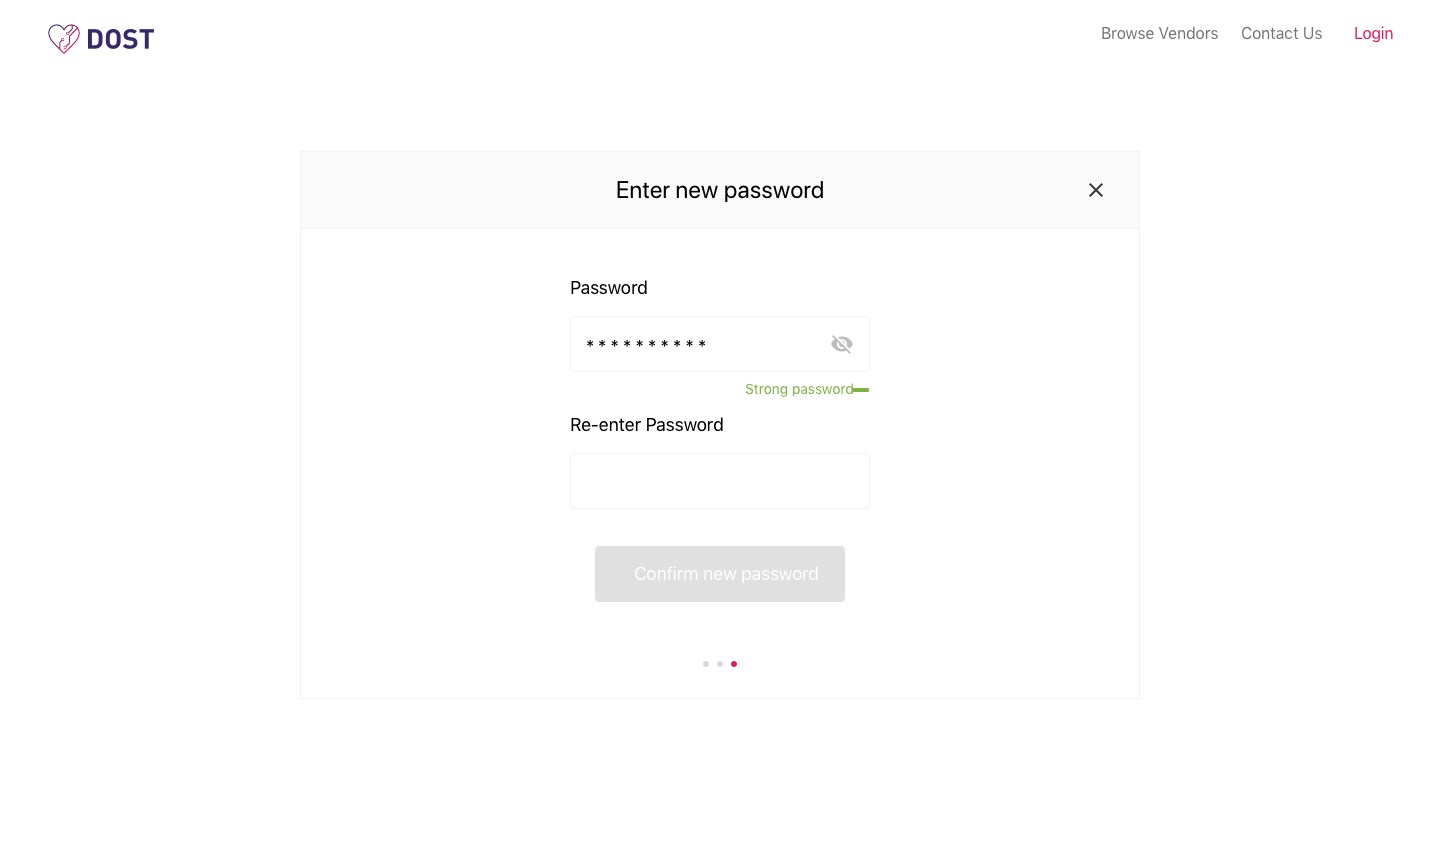 DOST
Browse Vendors
Contact Us
Login
Enter new password
Password
**********
Strong password
Re-enter Password
Confirm new password